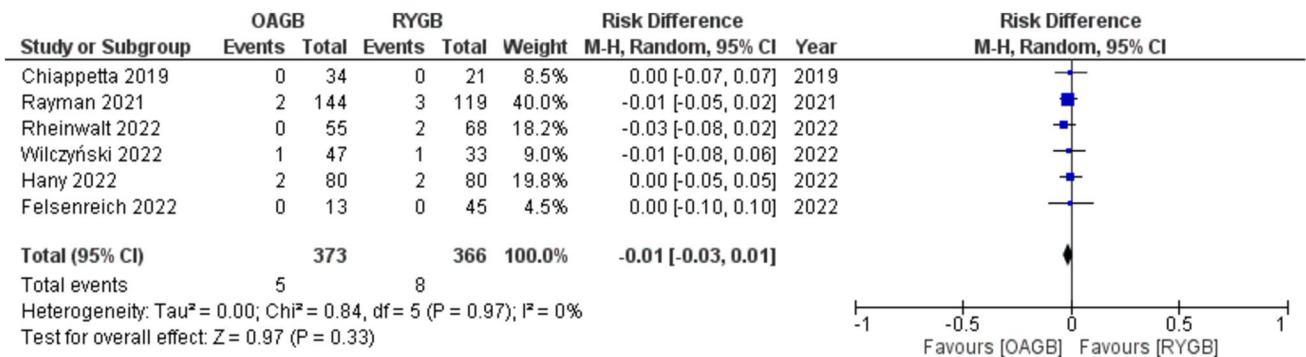 OAGB RYGB Risk Difference Risk Difference
Study or Subgroup Events Total Events Total Weight M-H, Random, 95% CI Year M-H, Random, 95% CI
Chiappetta 2019 0 34 0 21 8.5% 0.00 [-0.07, 0.07] 2019
Rayman 2021 2 144 3 119 40.0% -0.01 [-0.05, 0.02] 2021
Rheinwalt 2022 0 55 2 68 18.2% -0.03 [-0.08, 0.02] 2022
Wilczyński 2022 1 47 1 33 9.0% -0.01 [-0.08, 0.06] 2022
Hany 2022 2 80 2 80 19.8% 0.00 [-0.05, 0.05] 2022
Felsenreich 2022 0 13 0 45 4.5% 0.00 [-0.10, 0.10] 2022
Total (95% CI) 373 366 100.0% -0.01 [-0.03, 0.01]
Total events 5 8
Heterogeneity: Tau² = 0.00; Chi² = 0.84, df = 5 (P = 0.97); I² = 0%
Test for overall effect: Z = 0.97 (P = 0.33)
-1 -0.5 0 0.5 1
Favours [OAGB] Favours [RYGB]